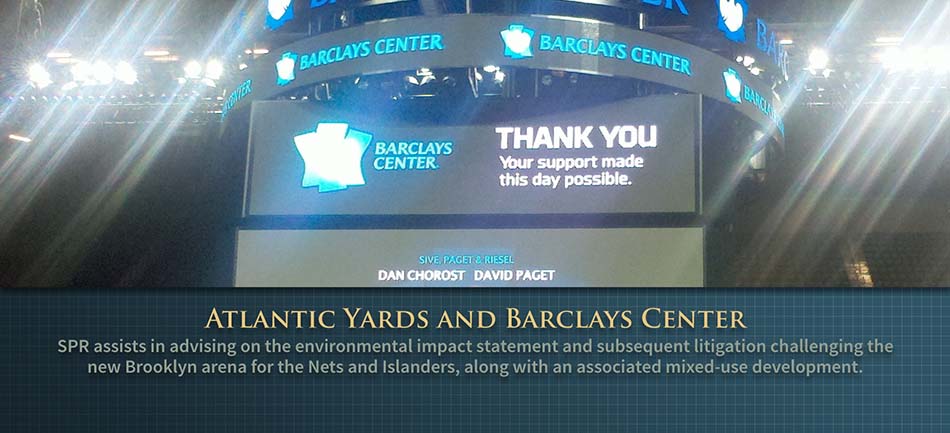 BARCLAYS CENTER
BARCLAYS CENTER
BARCLAYS
CENTER
BARCLAYS
CENTER
THANK YOU
Your support made
this day possible.
SIVE, PAGET & RIESEL
DAN CHOROST DAVID PAGET
ATLANTIC YARDS AND BARCLAYS CENTER
SPR assists in advising on the environmental impact statement and subsequent litigation challenging the
new Brooklyn arena for the Nets and Islanders, along with an associated mixed-use development.